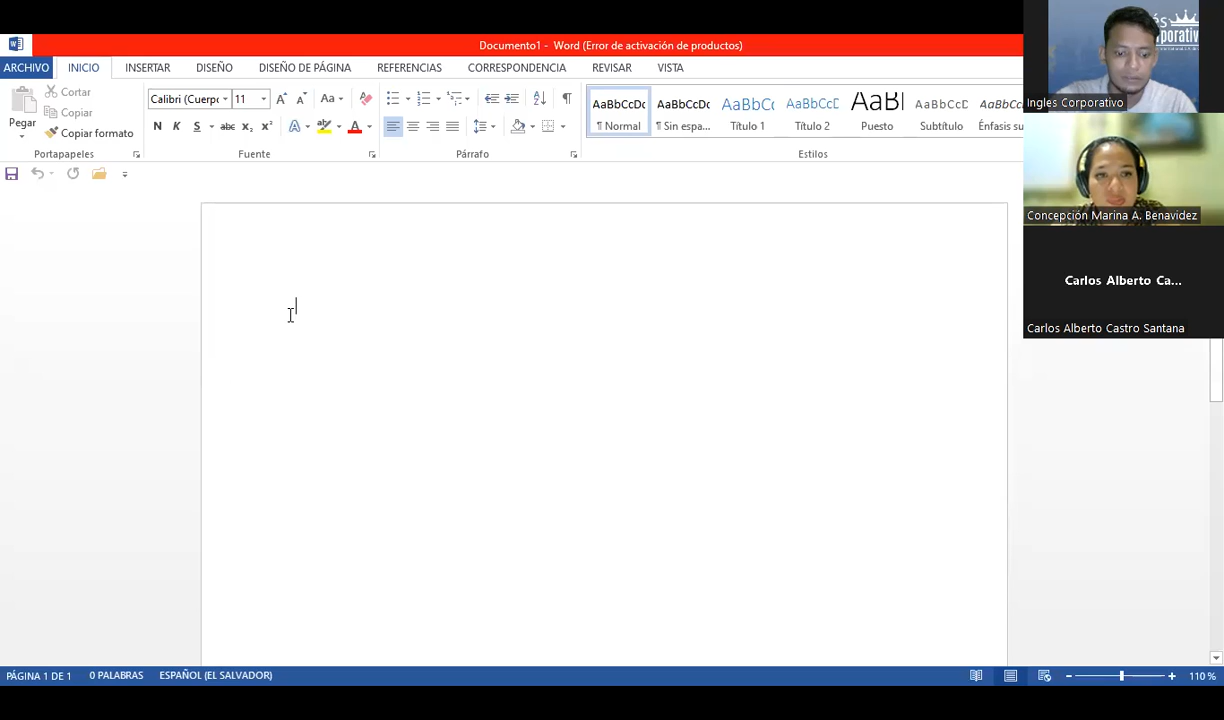 Documento1 - Word (Error de activación de productos)
ARCHIVO INICIO INSERTAR DISEÑO DISEÑO DE PÁGINA REFERENCIAS CORRESPONDENCIA REVISAR VISTA
Pegar
Cortar
Copiar
Copiar formato
Portapapeles
Calibri (Cuerpo 11
Aa
N K S abc x₂ x²
A A
Fuente
Párrafo
AaBbCcDc AaBbCcDc AaBbCc AaBbCcD AaBl AaBbCcD AaBbCcD
¶ Normal ¶ Sin espa... Título 1 Título 2 Puesto Subtítulo Énfasis su
Estilos
Ingles Corporativo
Concepción Marina A. Benavidez
Carlos Alberto Ca...
Carlos Alberto Castro Santana
PÁGINA 1 DE 1 0 PALABRAS ESPAÑOL (EL SALVADOR) 110 %